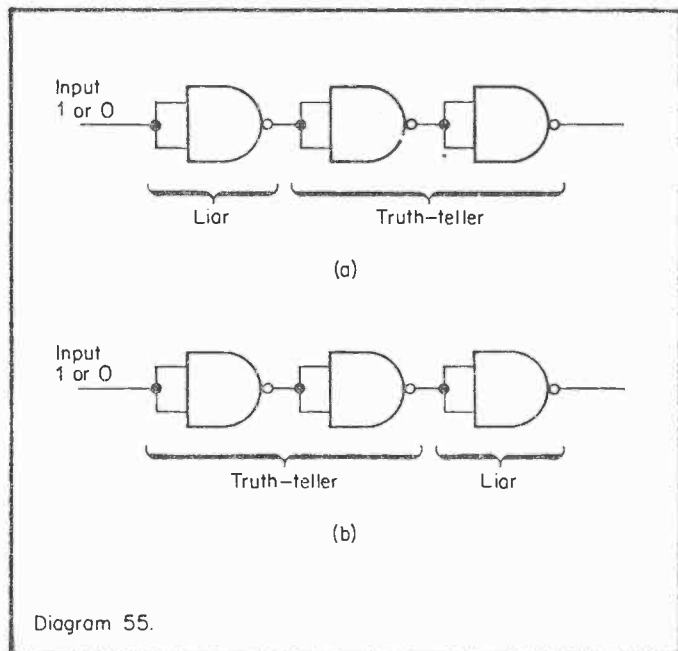 Input
1 or 0
Liar
Truth-teller
(a)
Input
1 or 0
Truth-teller
Liar
(b)
Diagram 55.